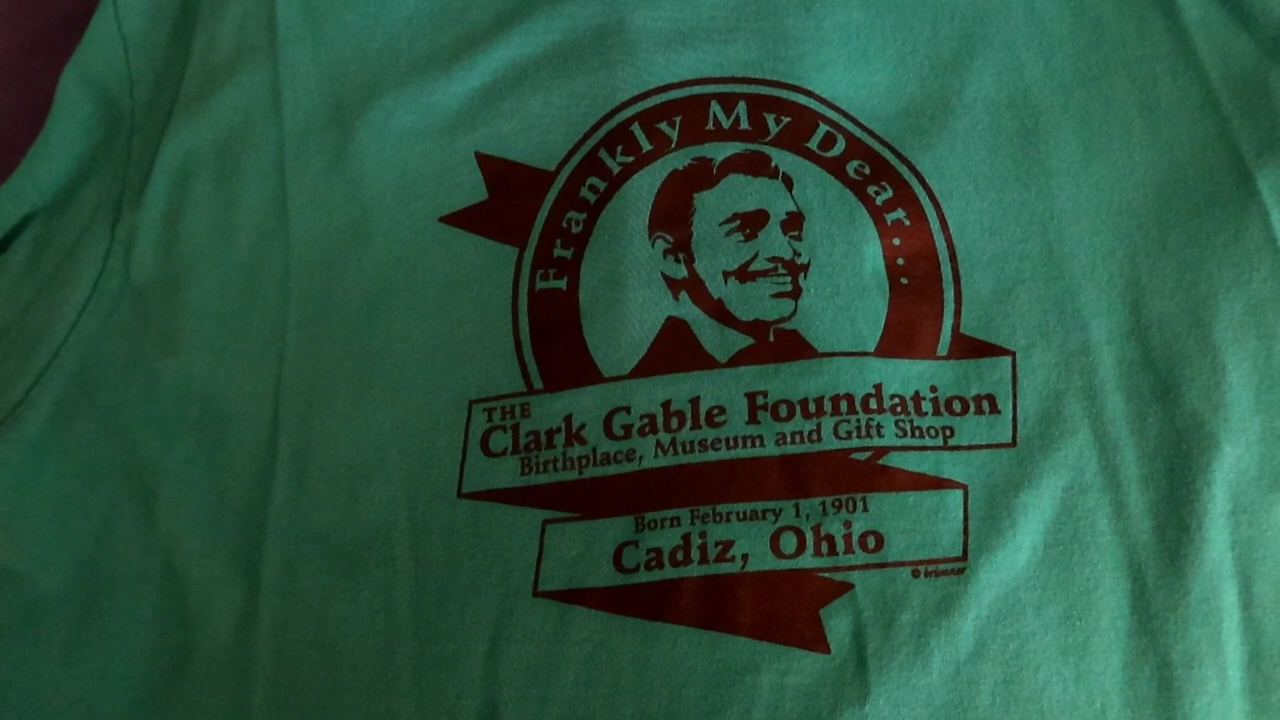 Frankly My Dear...
THE
Clark Gable Foundation
Birthplace, Museum and Gift Shop
Born February 1, 1901
Cadiz, Ohio